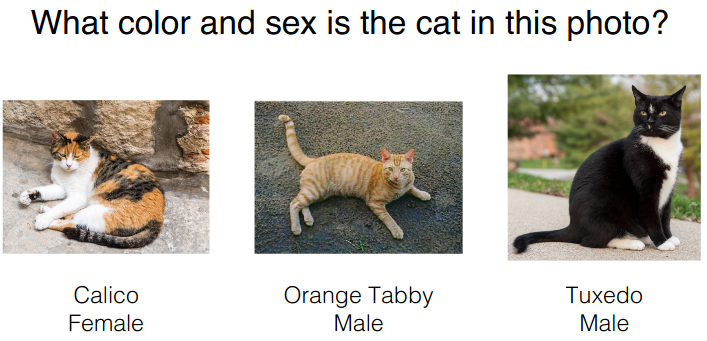 What color and sex is the cat in this photo?
Calico
Female
Orange Tabby
Male
Tuxedo
Male